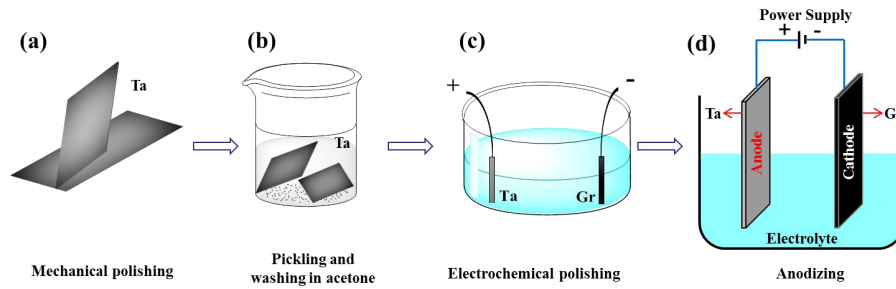 (a)
Ta
Mechanical polishing
(b)
Ta
Pickling and
washing in acetone
(c)
+
-
Ta
Gr
Electrochemical polishing
(d)
Power Supply
+
-
Ta
G
Anode
Cathode
Electrolyte
Anodizing